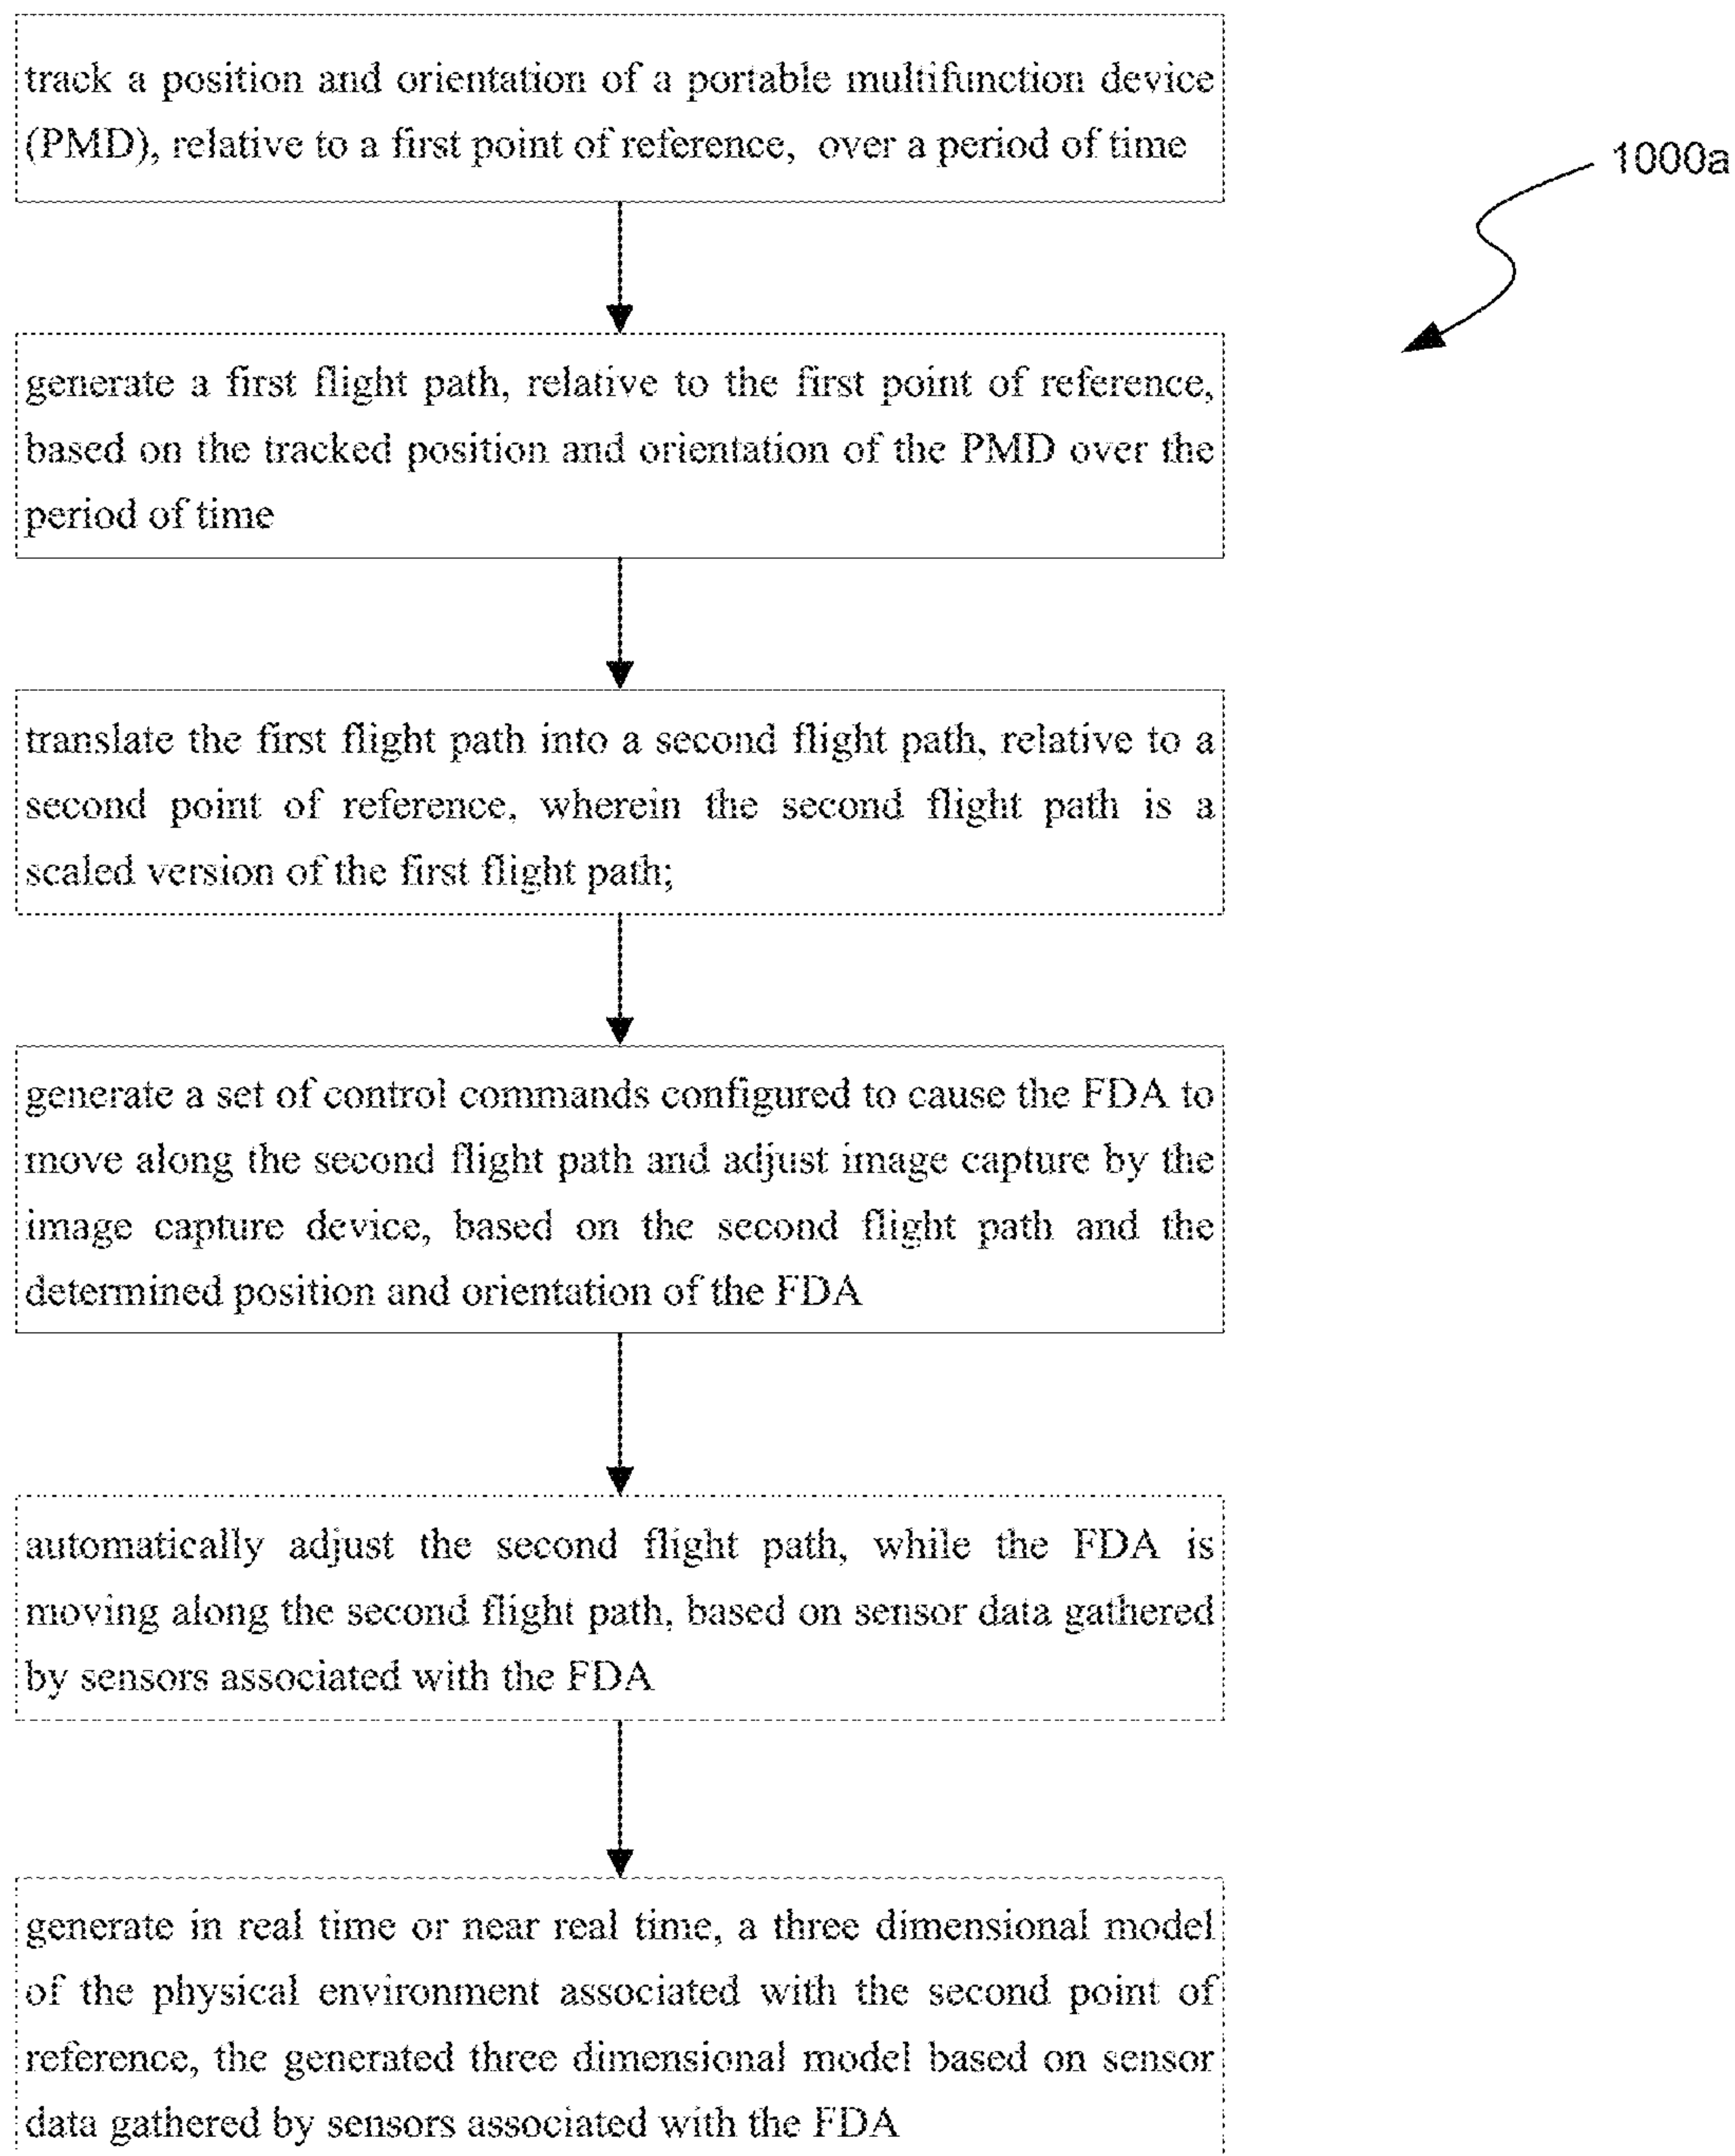 track a position and orientation of a portable multifunction device
(PMD), relative to a first point of reference, over a period of time
1000a
generate a first flight path, relative to the first point of reference,
based on the tracked position and orientation of the PMD over the
period of time
translate the first flight path into a second flight path, relative to a
second point of reference, wherein the second flight path is a
scaled version of the first flight path;
generate a set of control commands configured to cause the FDA to
move along the second flight path and adjust image capture by the
image capture device, based on the second flight path and the
determined position and orientation of the FDA
automatically adjust the second flight path, while the FDA is
moving along the second flight path, based on sensor data gathered
by sensors associated with the FDA
generate in real time or near real time, a three dimensional model
of the physical environment associated with the second point of
reference, the generated three dimensional model based on sensor
data gathered by sensors associated with the FDA